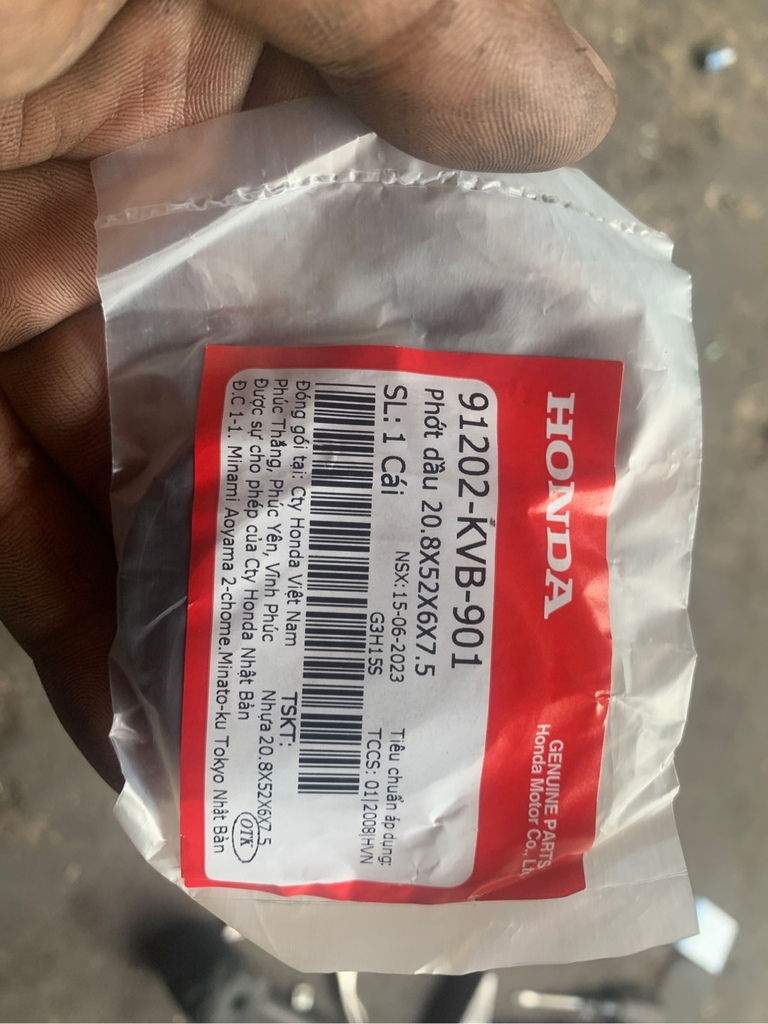 HONDA
GENUINE PARTS
Honda Motor Co.,
91202-KVB-901
Phớt dầu 20.8X52X6X7.5
SL: 1 Cái
NSX: 15-06-2023
G3H15S
Tiêu chuẩn áp dụng:
TCCS: 01|2008|HVN
Đóng gói tại: Cty Honda Việt Nam
Phúc Thắng, Phúc Yên, Vĩnh Phúc
Được sự cho phép của Cty Honda Nhật Bản
Đ.C 1-1. Minami Aoyama 2-chome.Minato-ku Tokyo Nhật Bản
TSKT:
Nhựa 20.8X52X6X7.5
OTK